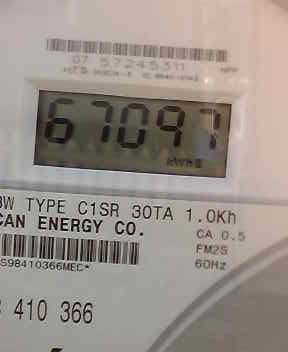 07 57245311
67097
kWh
3W TYPE C1SR 30TA 1.0Kh
CAN ENERGY CO.
CA 0.5
FM2S
60Hz
S98410366MEC*
410 366